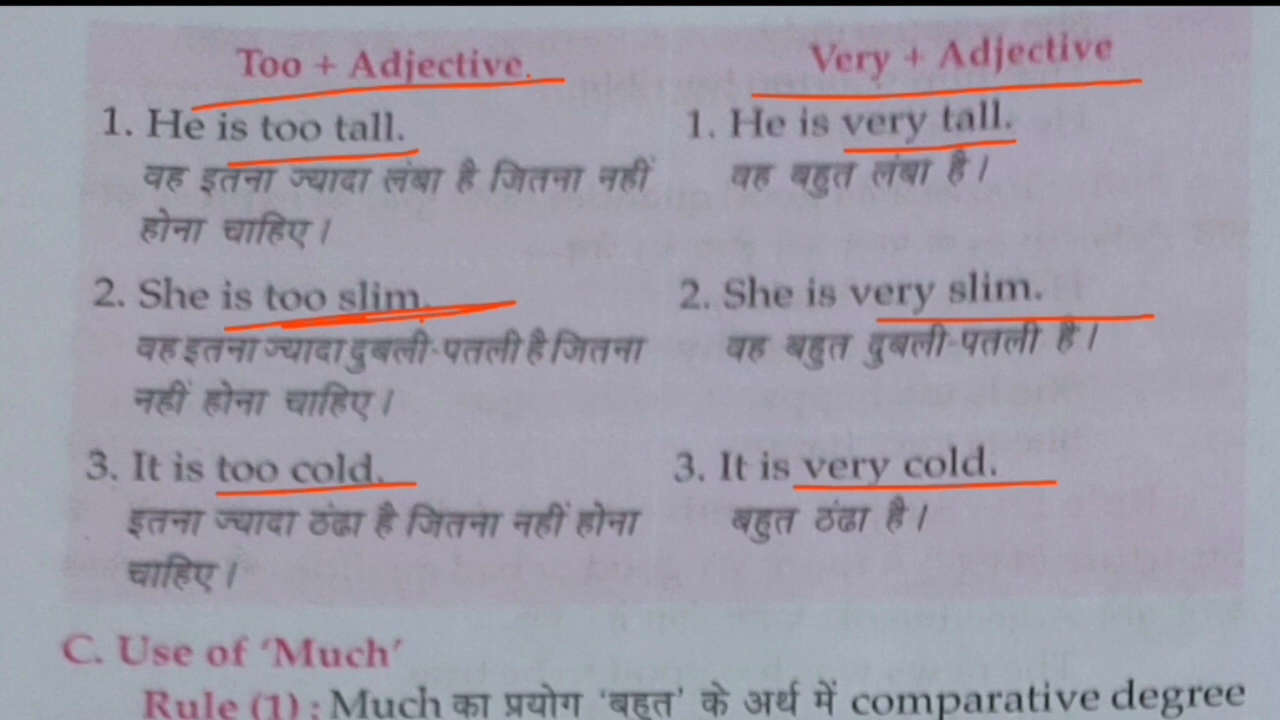 Too + Adjective.
1. He is too tall.
वह इतना ज्यादा लंबा है जितना नहीं
होना चाहिए।
2. She is too slim.
वह इतना ज्यादा दुबली-पतली है जितना
नहीं होना चाहिए।
3. It is too cold.
इतना ज्यादा ठंढा है जितना नहीं होना
चाहिए।
Very + Adjective
1. He is very tall.
वह बहुत लंबा है।
2. She is very slim.
वह बहुत दुबली-पतली है।
3. It is very cold.
बहुत ठंढा है।
C. Use of ‘Much’
Rule (1) : Much का प्रयोग ‘बहुत’ के अर्थ में comparative degree